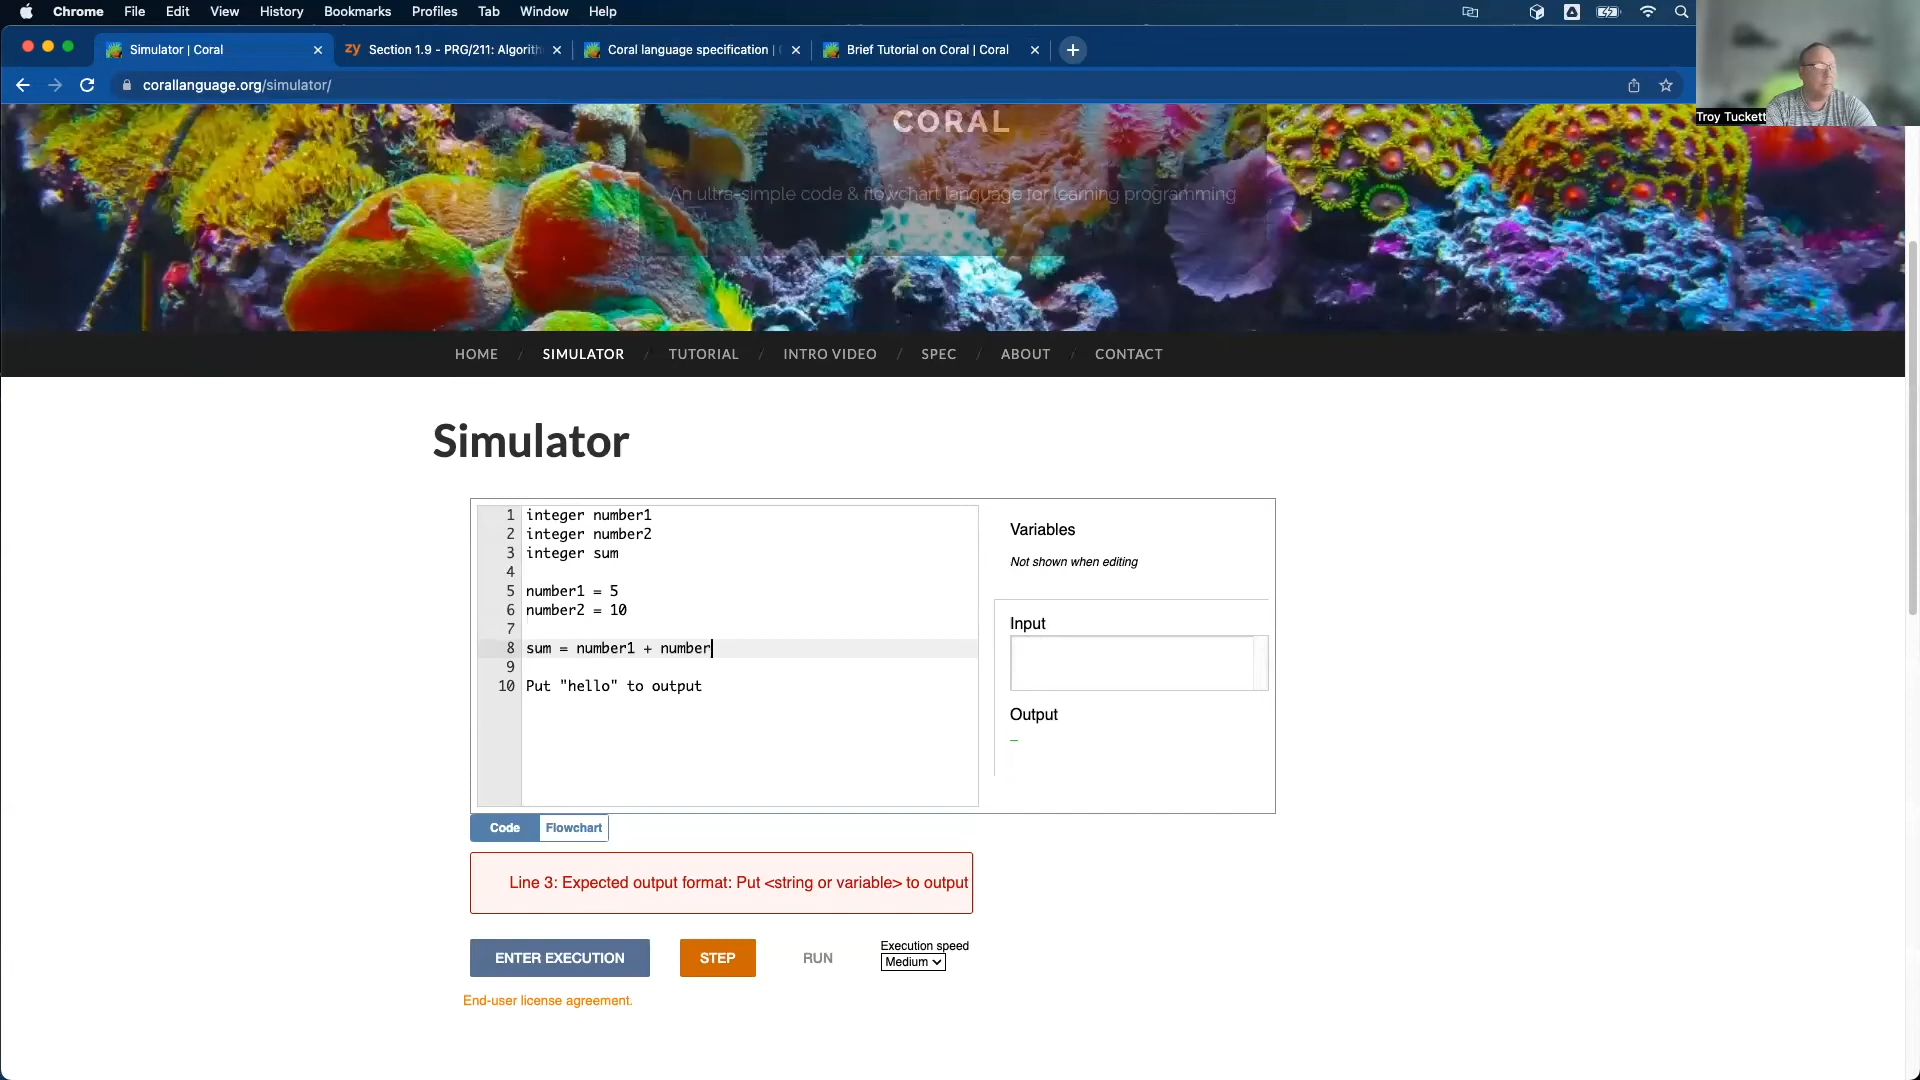 Chrome File Edit View History Bookmarks Profiles Tab Window Help
Simulator | Coral
zy Section 1.9 - PRG/211: Algorith
Coral language specification |
Brief Tutorial on Coral | Coral
corallanguage.org/simulator/
Troy Tuckett
CORAL
An ultra-simple code & flowchart language for learning programming
HOME / SIMULATOR / TUTORIAL / INTRO VIDEO / SPEC / ABOUT / CONTACT
Simulator
1 integer number1
2 integer number2
3 integer sum
4
5 number1 = 5
6 number2 = 10
7
8 sum = number1 + number
9
10 Put "hello" to output
Variables
Not shown when editing
Input
Output
Code Flowchart
Line 3: Expected output format: Put <string or variable> to output
ENTER EXECUTION
STEP
RUN
Execution speed
Medium
End-user license agreement.